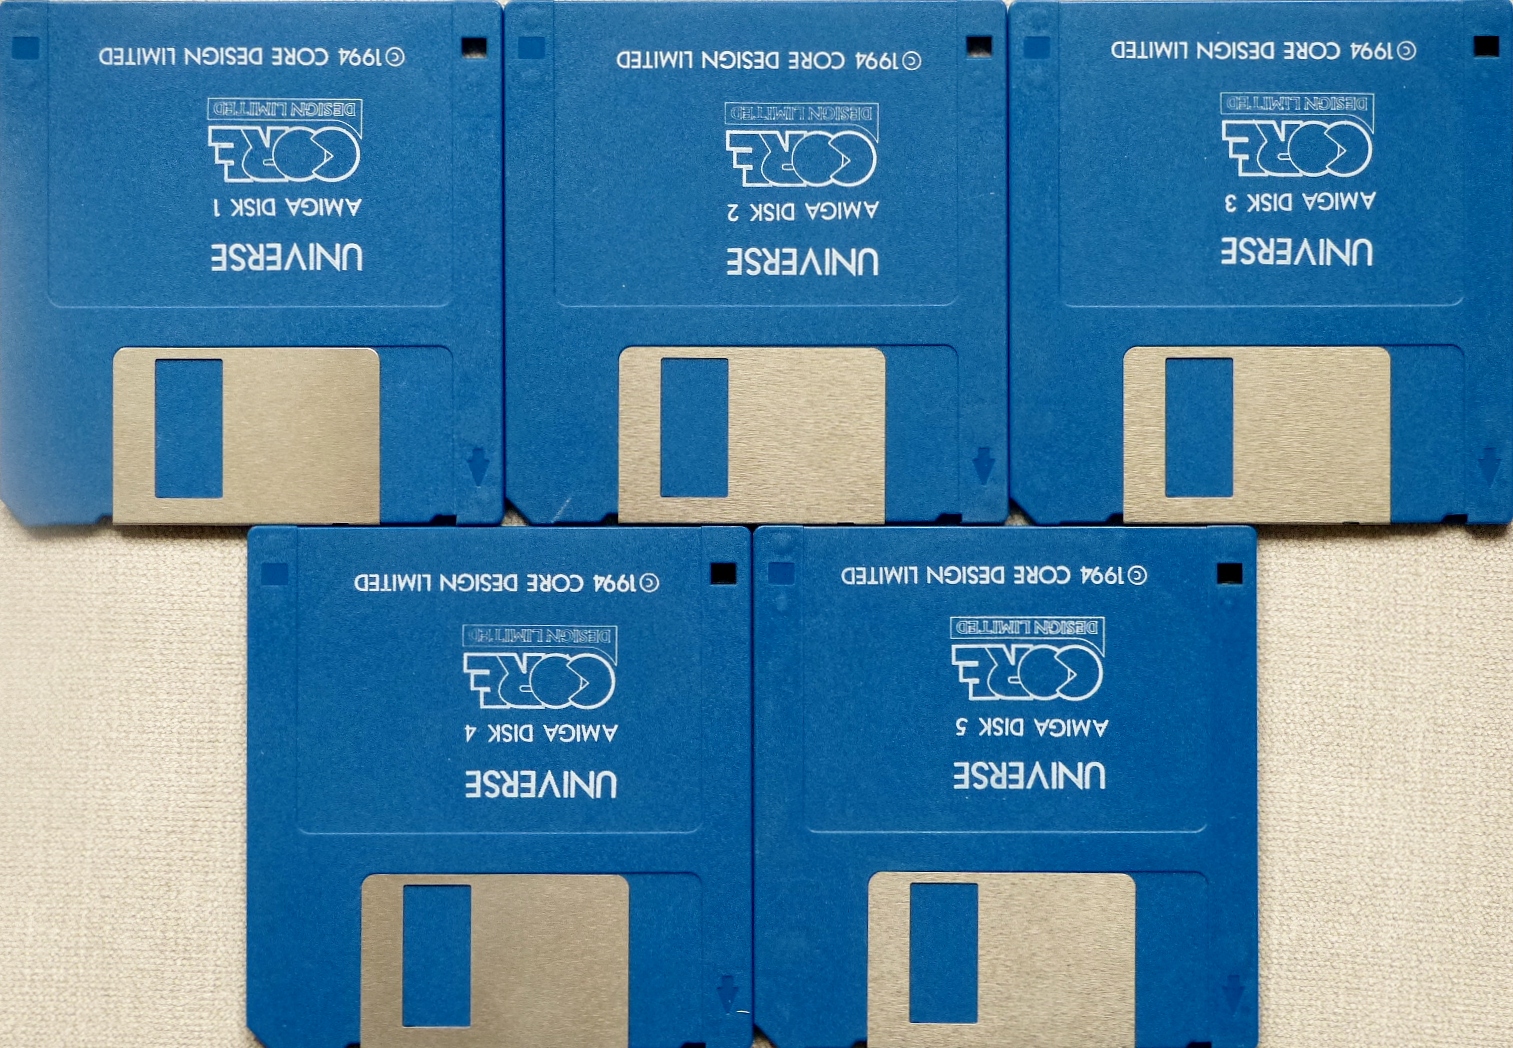 UNIVERSE
AMIGA DISK 1
CORE
DESIGN LIMITED
©1994 CORE DESIGN LIMITED
UNIVERSE
AMIGA DISK 2
CORE
DESIGN LIMITED
©1994 CORE DESIGN LIMITED
UNIVERSE
AMIGA DISK 3
CORE
DESIGN LIMITED
©1994 CORE DESIGN LIMITED
UNIVERSE
AMIGA DISK 4
CORE
DESIGN LIMITED
©1994 CORE DESIGN LIMITED
UNIVERSE
AMIGA DISK 5
CORE
DESIGN LIMITED
©1994 CORE DESIGN LIMITED